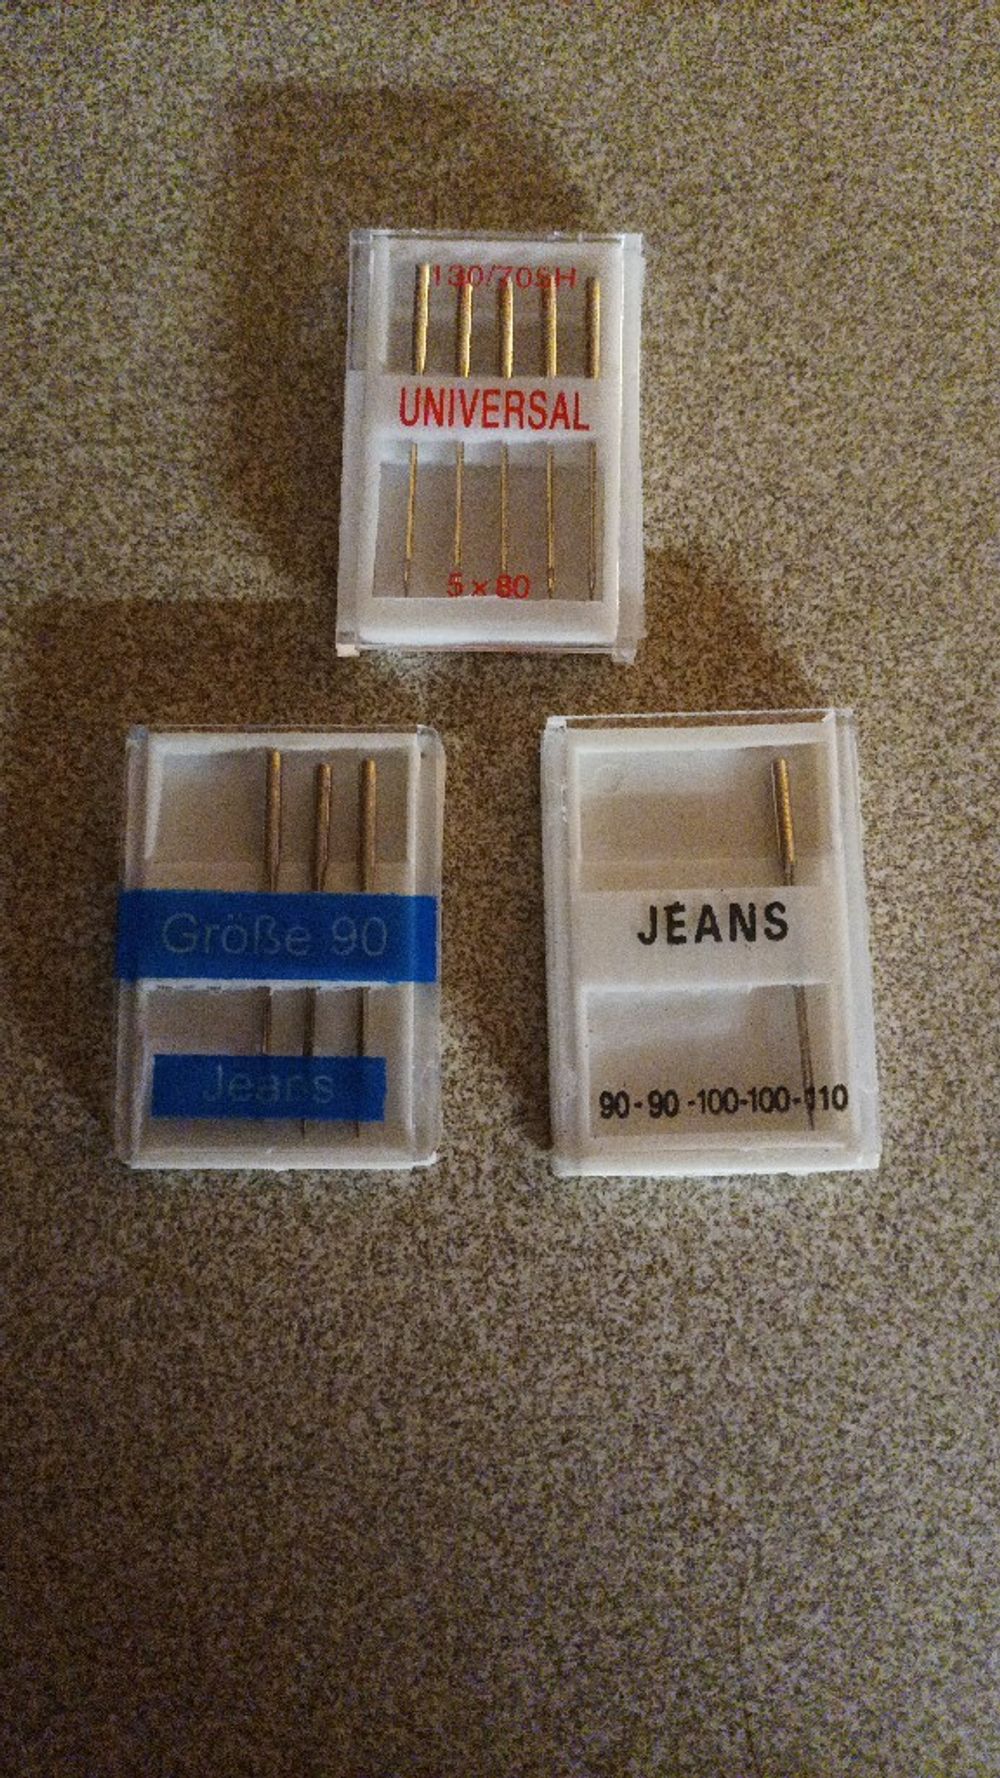 130/70SH
UNIVERSAL
5 x 80
Größe 90
Jeans
JEANS
90-90-100-100-110